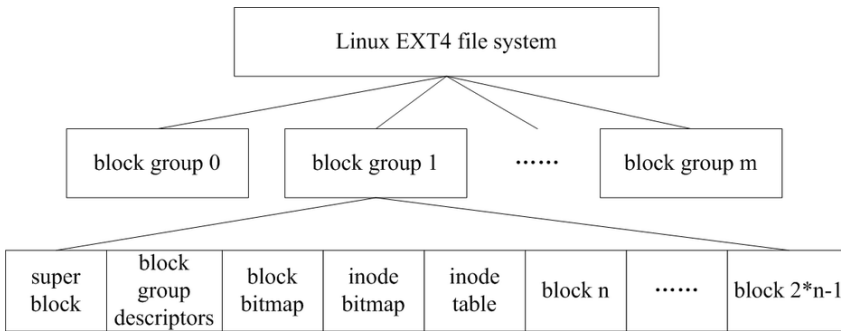 Linux EXT4 file system
block group 0
block group 1
······
block group m
super
block
block
group
descriptors
block
bitmap
inode
bitmap
inode
table
block n
······
block 2*n-1